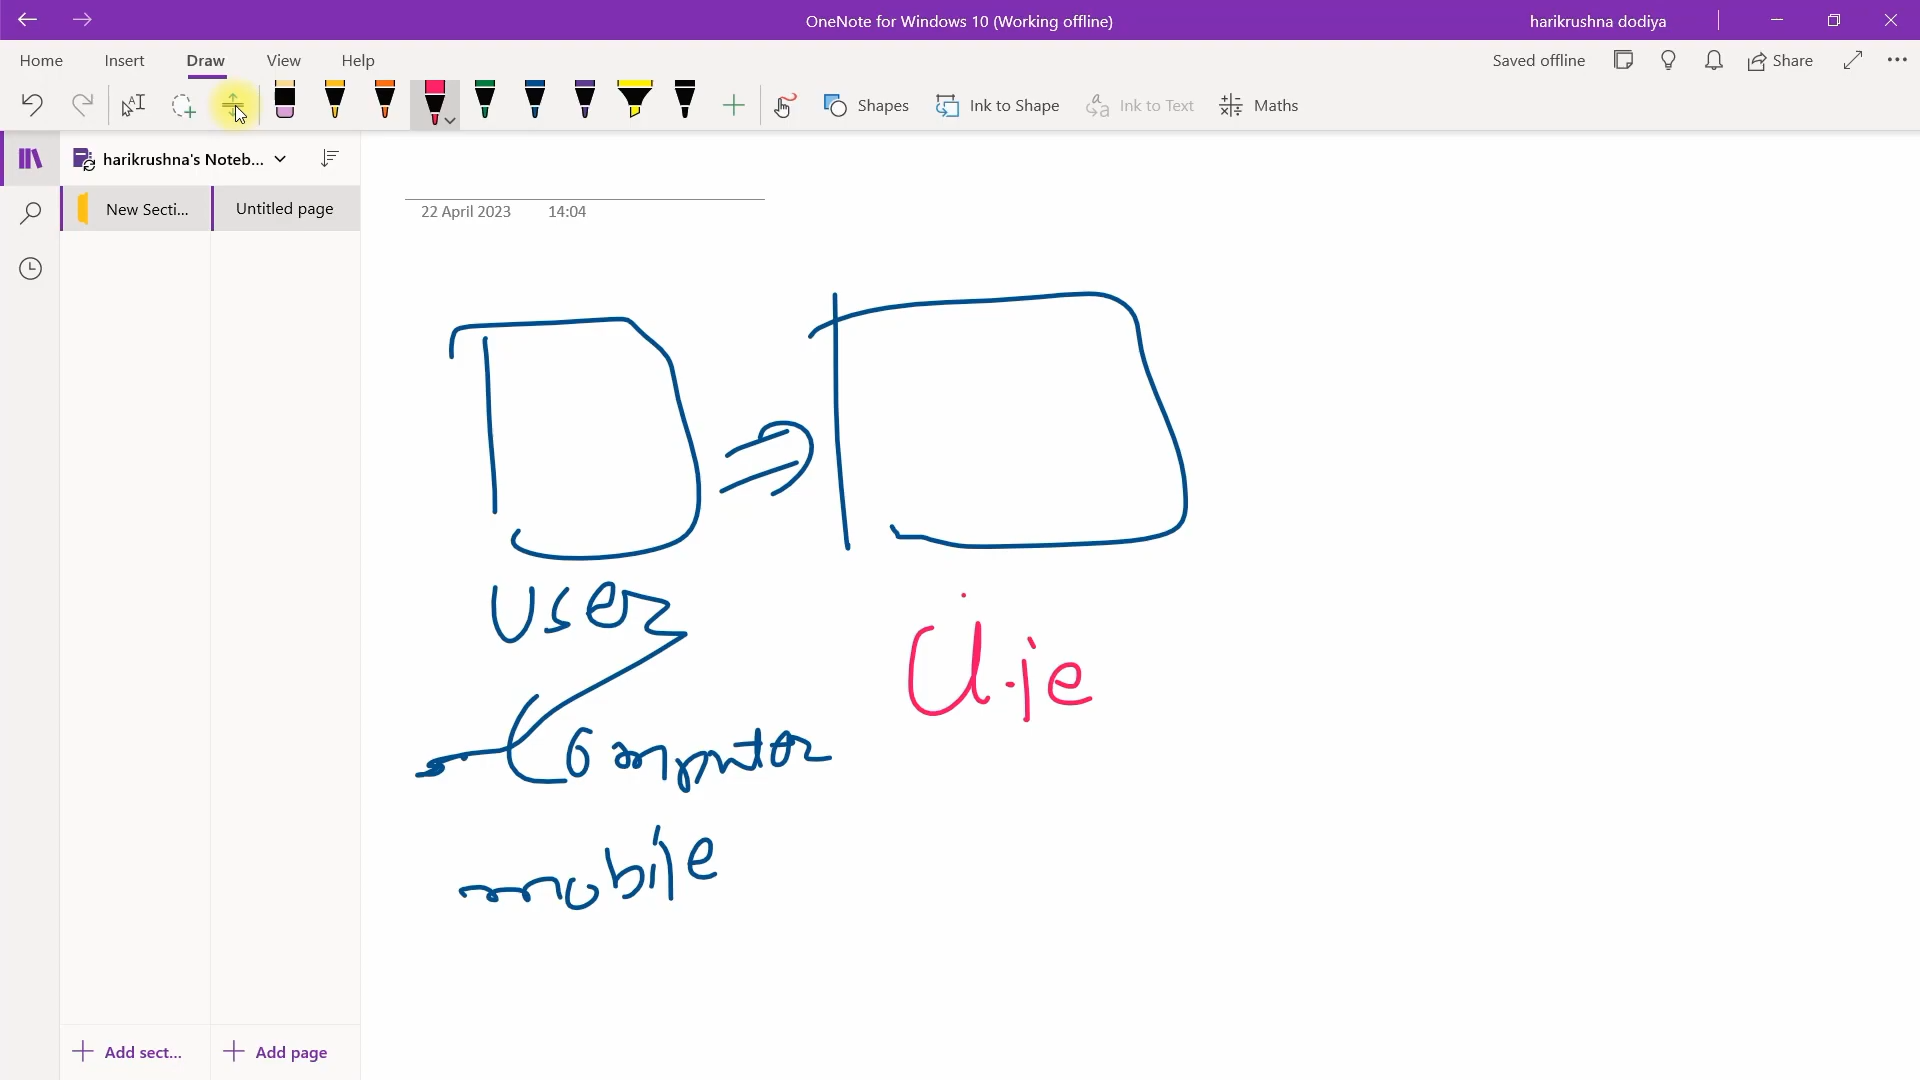 OneNote for Windows 10 (Working offline)
harikrushna dodiya
Home Insert Draw View Help
Saved offline
Share
Shapes
Ink to Shape
Ink to Text
Maths
harikrushna's Noteb...
New Secti...
Untitled page
22 April 2023 14:04
User
Computor
mobile
Add sect...
Add page